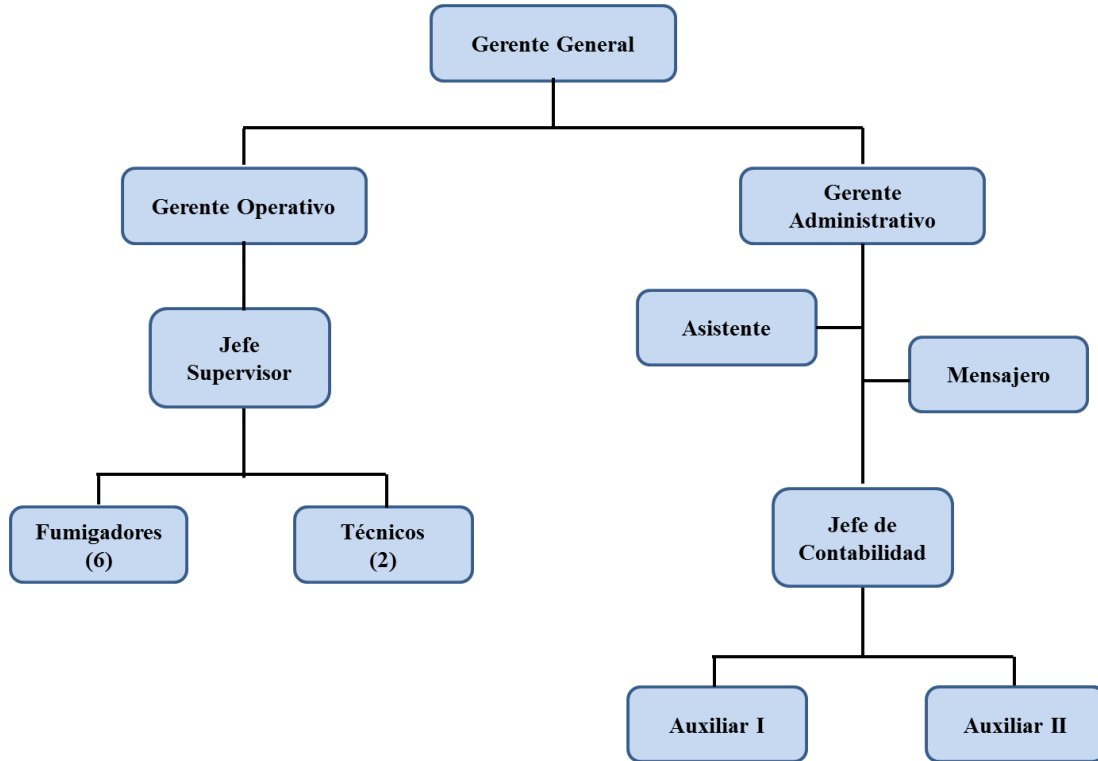 Gerente General
Gerente Operativo
Gerente
Administrativo
Jefe
Supervisor
Asistente
Mensajero
Fumigadores
(6)
Técnicos
(2)
Jefe de
Contabilidad
Auxiliar I
Auxiliar II